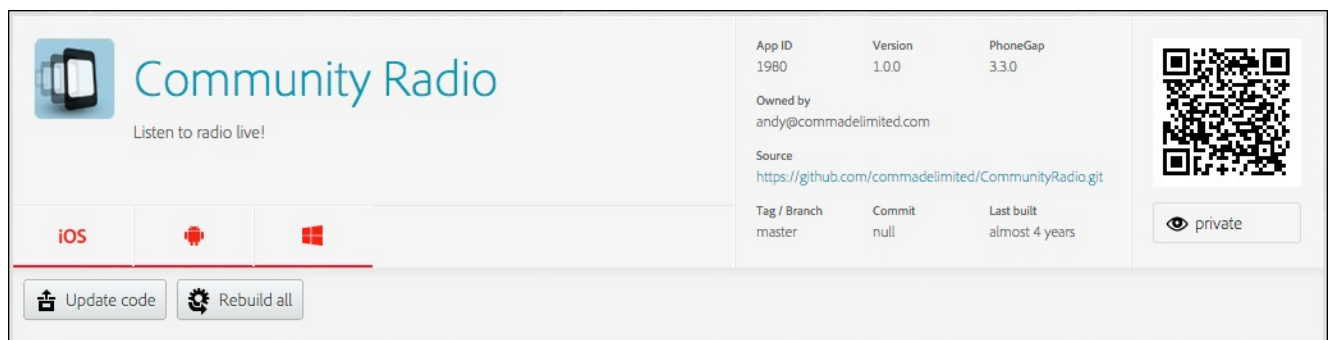 Community Radio
Listen to radio live!
iOS
Update code
Rebuild all
App ID Version PhoneGap
1980 1.0.0 3.3.0
Owned by
andy@commadelimited.com
Source
https://github.com/commadelimited/CommunityRadio.git
Tag / Branch Commit Last built
master null almost 4 years
private